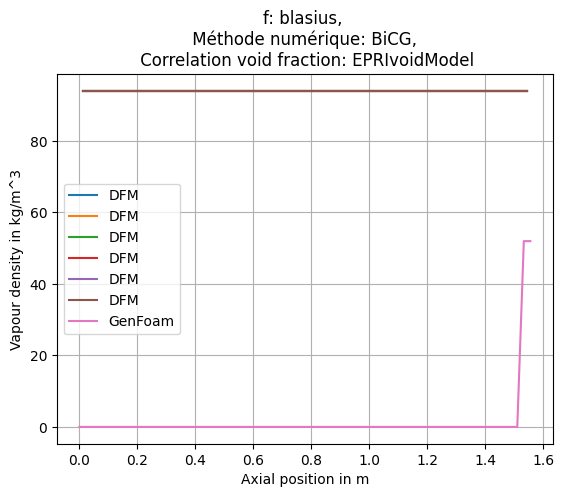 f: blasius,
Méthode numérique: BiCG,
Correlation void fraction: EPRIvoidModel
Vapour density in kg/m^3
80
60
40
20
0
DFM
DFM
DFM
DFM
DFM
DFM
GenFoam
0.0 0.2 0.4 0.6 0.8 1.0 1.2 1.4 1.6
Axial position in m